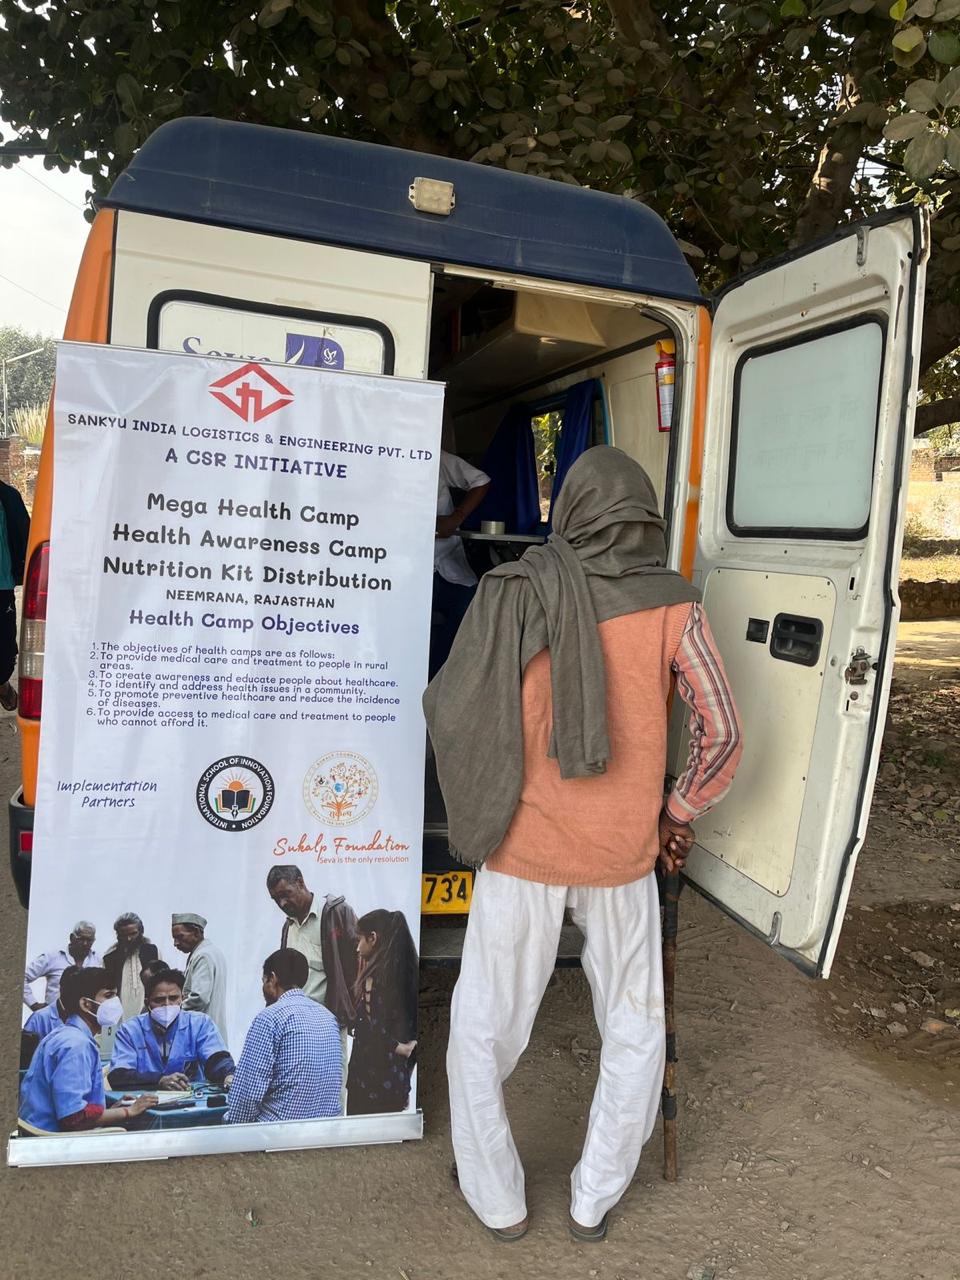 Sewa
SANKYU INDIA LOGISTICS & ENGINEERING PVT. LTD
A CSR INITIATIVE
Mega Health Camp
Health Awareness Camp
Nutrition Kit Distribution
NEEMRANA, RAJASTHAN
Health Camp Objectives
1. The objectives of health camps are as follows:
2. To provide medical care and treatment to people in rural
areas.
3. To create awareness and educate people about healthcare.
4. To identify and address health issues in a community.
5. To promote preventive healthcare and reduce the incidence
of diseases.
6. To provide access to medical care and treatment to people
who cannot afford it.
Implementation
Partners
INTERNATIONAL SCHOOL OF INNOVATION
FOUNDATION
Sukalp Foundation
Seva is the only resolution
734